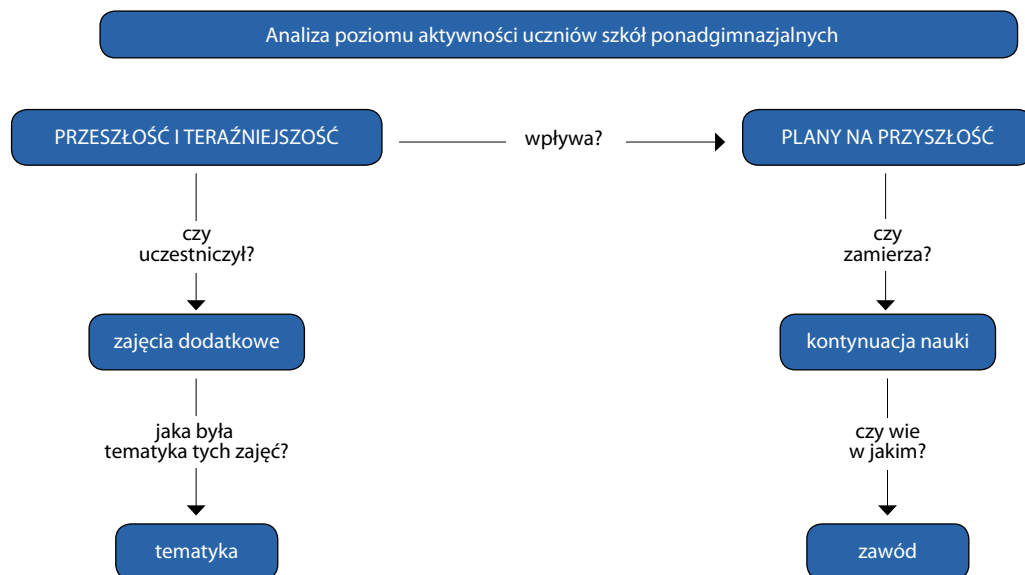 Analiza poziomu aktywności uczniów szkół ponadgimnazjalnych
PRZESZŁOŚĆ I TERAŹNIEJSZOŚĆ
wpływa?
PLANY NA PRZYSZŁOŚĆ
czy
uczestniczył?
zajęcia dodatkowe
jaka była
tematyka tych zajęć?
tematyka
czy
zamierza?
kontynuacja nauki
czy wie
w jakim?
zawód